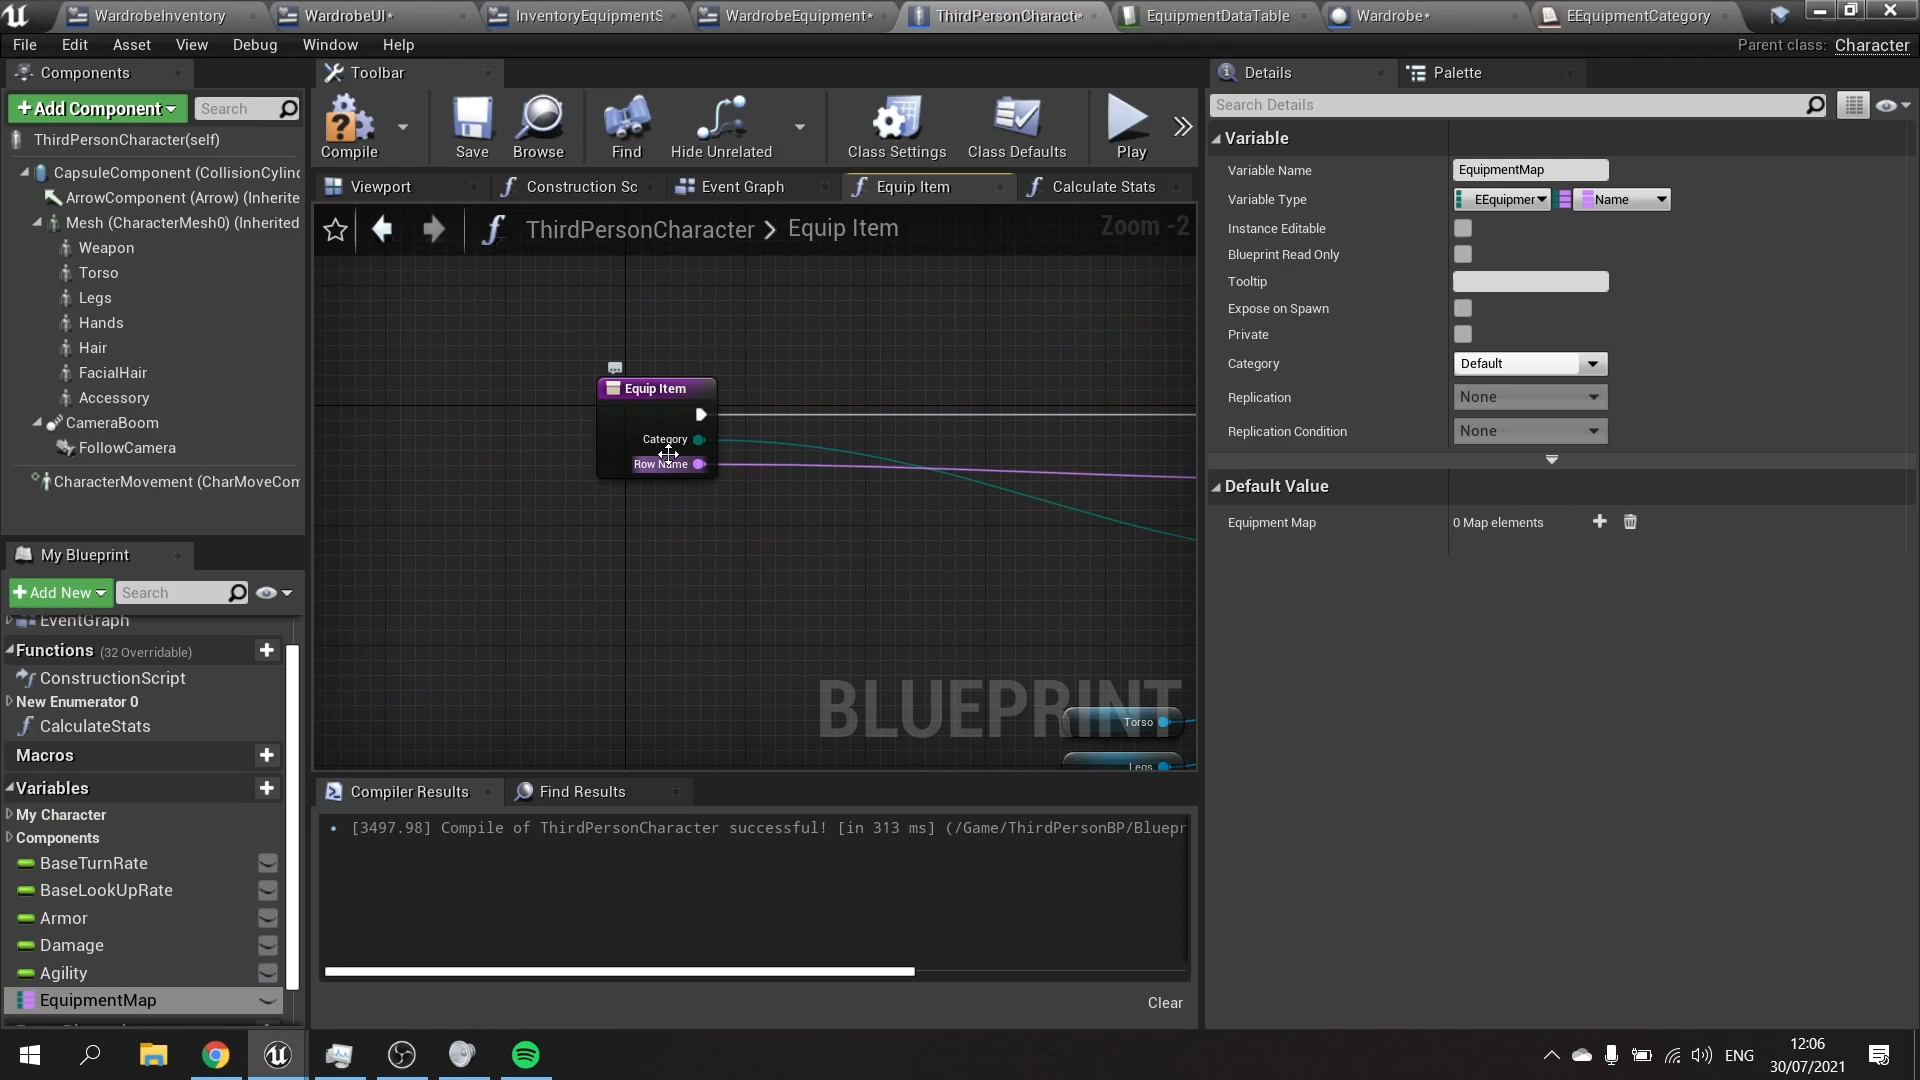 WardrobeInventory
WardrobeUI*
InventoryEquipmentS
WardrobeEquipment*
ThirdPersonCharact*
EquipmentDataTable
Wardrobe*
EEquipmentCategory
File Edit Asset View Debug Window Help
Parent class: Character
Components
+Add Component
Search
ThirdPersonCharacter(self)
CapsuleComponent (CollisionCylinc
ArrowComponent (Arrow) (Inherite
Mesh (CharacterMesh0) (Inherited
Weapon
Torso
Legs
Hands
Hair
FacialHair
Accessory
CameraBoom
FollowCamera
CharacterMovement (CharMoveCom
My Blueprint
+Add New
Search
EventGraph
Functions (32 Overridable)
ConstructionScript
New Enumerator 0
CalculateStats
Macros
Variables
My Character
Components
BaseTurnRate
BaseLookUpRate
Armor
Damage
Agility
EquipmentMap
Toolbar
Compile
Save
Browse
Find
Hide Unrelated
Class Settings
Class Defaults
Play
Viewport
Construction Sc
Event Graph
Equip Item
Calculate Stats
ThirdPersonCharacter > Equip Item
Zoom -2
Equip Item
Category
Row Name
BLUEPRINT
Torso
Legs
Compiler Results
Find Results
[3497.98] Compile of ThirdPersonCharacter successful! [in 313 ms] (/Game/ThirdPersonBP/Bluepr
Clear
Details
Palette
Search Details
Variable
Variable Name EquipmentMap
Variable Type EEquipmer Name
Instance Editable
Blueprint Read Only
Tooltip
Expose on Spawn
Private
Category Default
Replication None
Replication Condition None
Default Value
Equipment Map 0 Map elements
ENG
12:06
30/07/2021